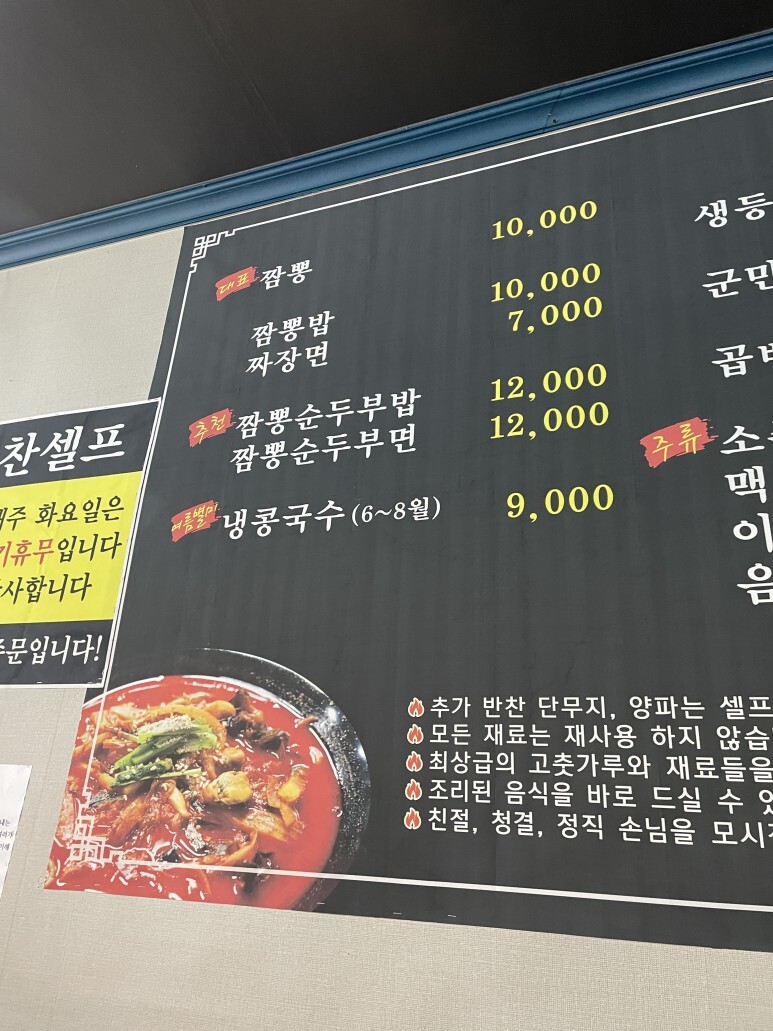 찬셀프
화요일은
휴무입니다
사합니다
주문입니다!
대표 짬뽕 10,000
짬뽕밥 10,000
짜장면 7,000
추천 짬뽕순두부밥 12,000
짬뽕순두부면 12,000
여름별미 냉콩국수(6~8월) 9,000
생등
군만
주류 소
맥
이
음
추가 반찬 단무지, 양파는 셀프
모든 재료는 재사용 하지 않습
최상급의 고춧가루와 재료들을
조리된 음식을 바로 드실 수 있
친절, 청결, 정직 손님을 모시